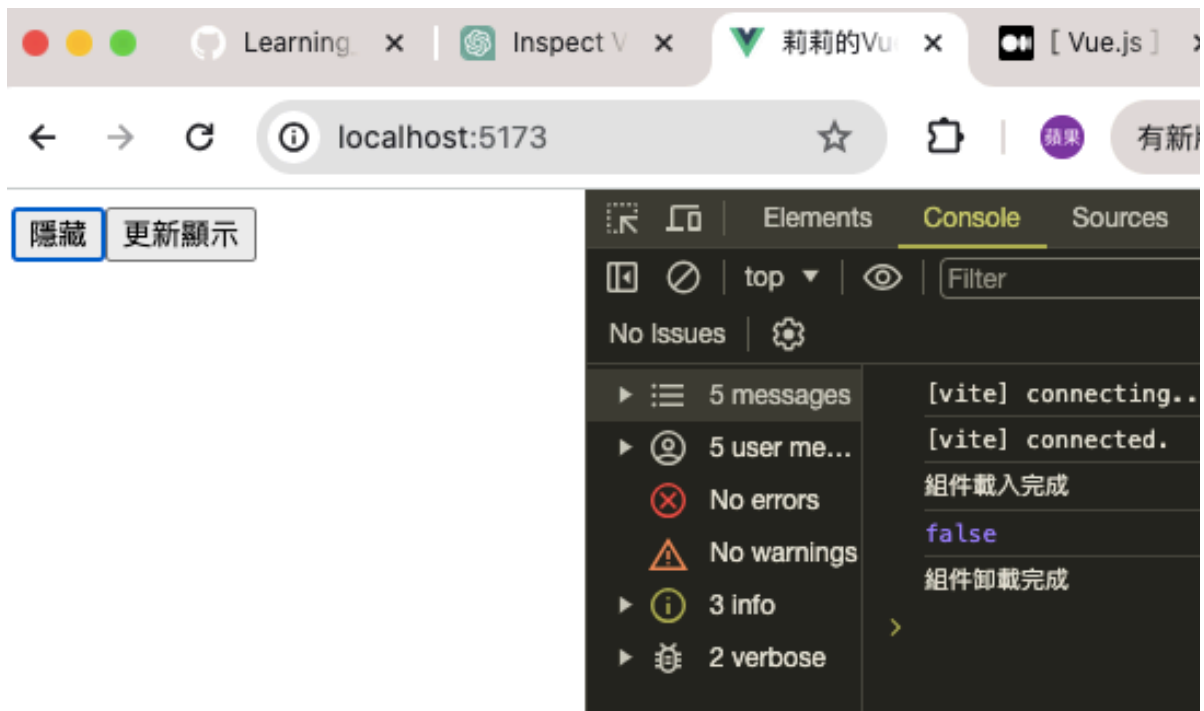 Learning
Inspect V
莉莉的Vu
[ Vue.js ]
localhost:5173
蘋果
有新
隱藏
更新顯示
Elements
Console
Sources
top
Filter
No Issues
5 messages
5 user me...
No errors
No warnings
3 info
2 verbose
[vite] connecting..
[vite] connected.
組件載入完成
false
組件卸載完成